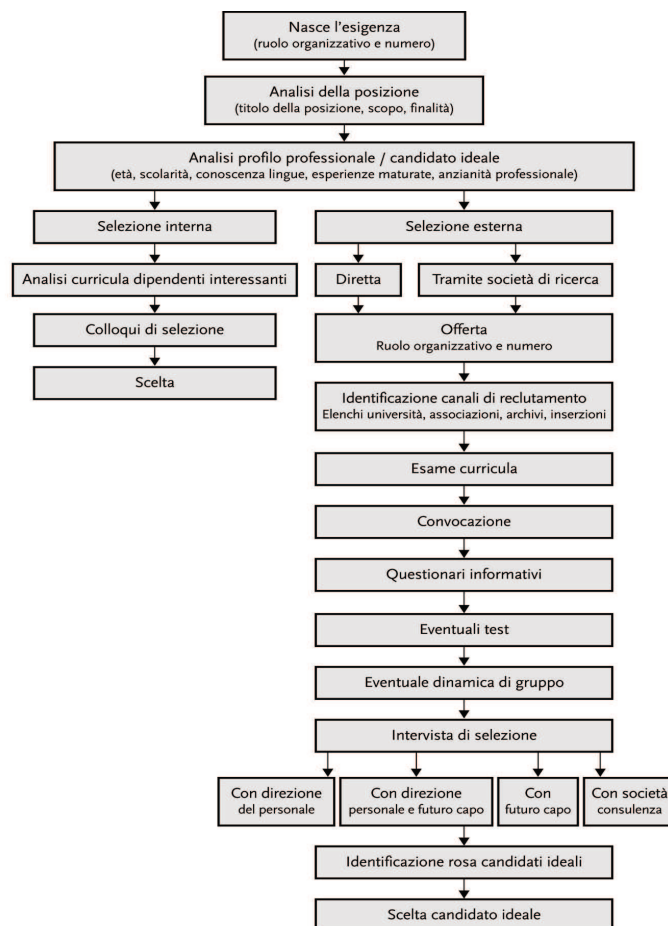 Nasce l'esigenza
(ruolo organizzativo e numero)
Analisi della posizione
(titolo della posizione, scopo, finalità)
Analisi profilo professionale / candidato ideale
(età, scolarità, conoscenza lingue, esperienze maturate, anzianità professionale)
Selezione interna
Selezione esterna
Analisi curricula dipendenti interessanti
Diretta
Tramite società di ricerca
Colloqui di selezione
Offerta
Ruolo organizzativo e numero
Scelta
Identificazione canali di reclutamento
Elenchi università, associazioni, archivi, inserzioni
Esame curricula
Convocazione
Questionari informativi
Eventuali test
Eventuale dinamica di gruppo
Intervista di selezione
Con direzione
del personale
Con direzione
personale e futuro capo
Con
futuro capo
Con società
consulenza
Identificazione rosa candidati ideali
Scelta candidato ideale